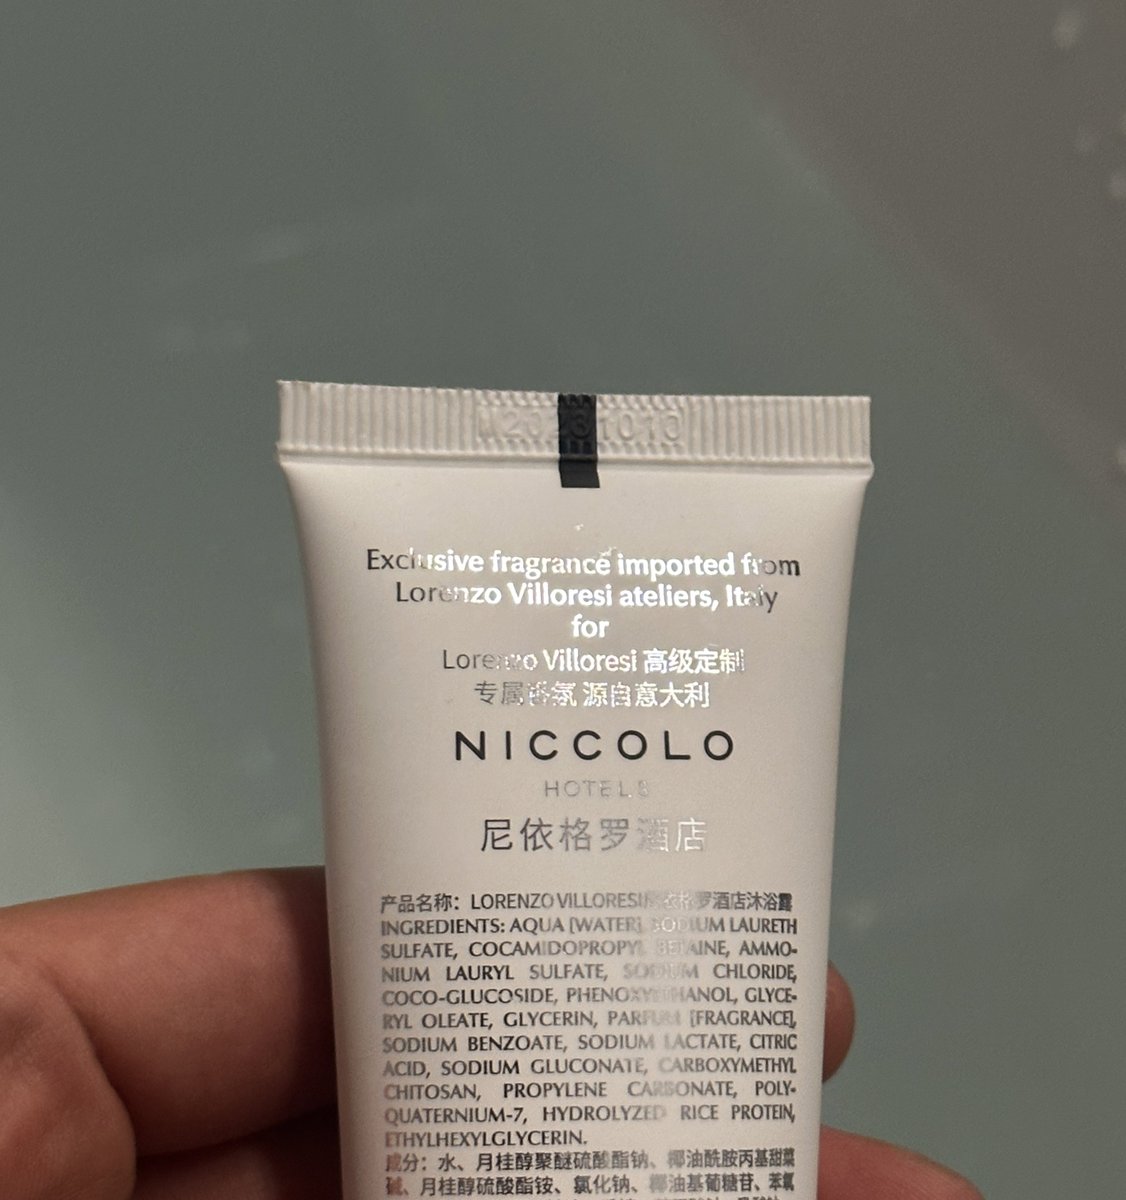 M20231010
Exclusive fragrance imported from
Lorenzo Villoresi ateliers, Italy
for
Lorenzo Villoresi 高级定制
专属香氛 源自意大利
NICCOLO
HOTELS
尼依格罗酒店
产品名称：LORENZO VILLORESI尼依格罗酒店沐浴露
INGREDIENTS: AQUA [WATER], SODIUM LAURETH
SULFATE, COCAMIDOPROPYL BETAINE, AMMO-
NIUM LAURYL SULFATE, SODIUM CHLORIDE,
COCO-GLUCOSIDE, PHENOXYETHANOL, GLYCE-
RYL OLEATE, GLYCERIN, PARFUM [FRAGRANCE],
SODIUM BENZOATE, SODIUM LACTATE, CITRIC
ACID, SODIUM GLUCONATE, CARBOXYMETHYL
CHITOSAN, PROPYLENE CARBONATE, POLY-
QUATERNIUM-7, HYDROLYZED RICE PROTEIN,
ETHYLHEXYLGLYCERIN.
成分：水、月桂醇聚醚硫酸酯钠、椰油酰胺丙基甜菜
碱、月桂醇硫酸酯铵、氯化钠、椰油基葡糖苷、苯氧